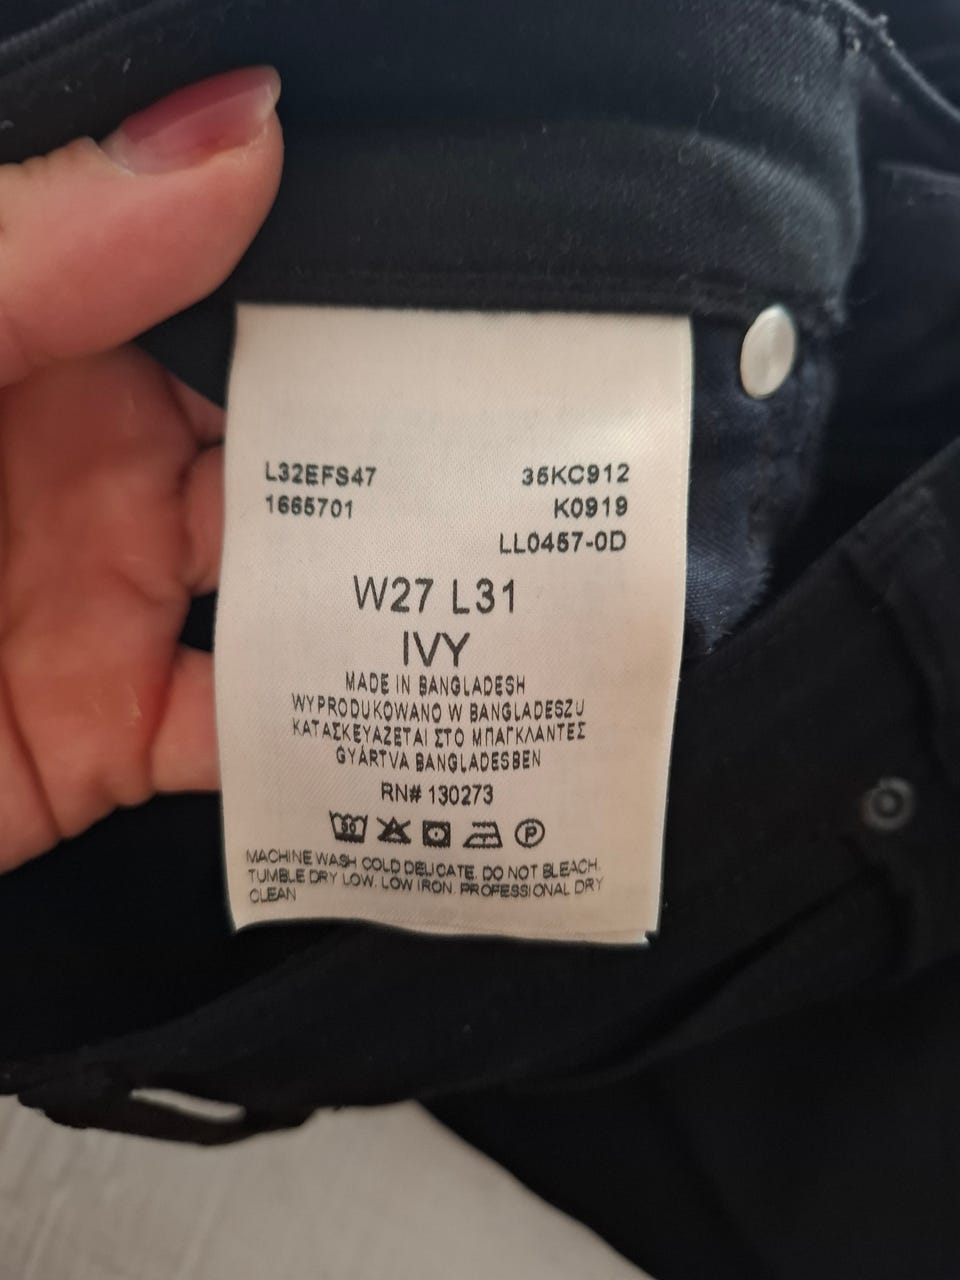 L32EFS47 35KC912
1665701 K0919
LL0457-0D
W27 L31
IVY
MADE IN BANGLADESH
WYPRODUKOWANO W BANGLADESZU
ΚΑΤΑΣΚΕΥΑΖΕΤΑΙ ΣΤΟ ΜΠΑΓΚΛΑΝΤΕΣ
GYÁRTVA BANGLADESBEN
RN# 130273
30 P
MACHINE WASH COLD DELICATE. DO NOT BLEACH.
TUMBLE DRY LOW. LOW IRON. PROFESSIONAL DRY
CLEAN